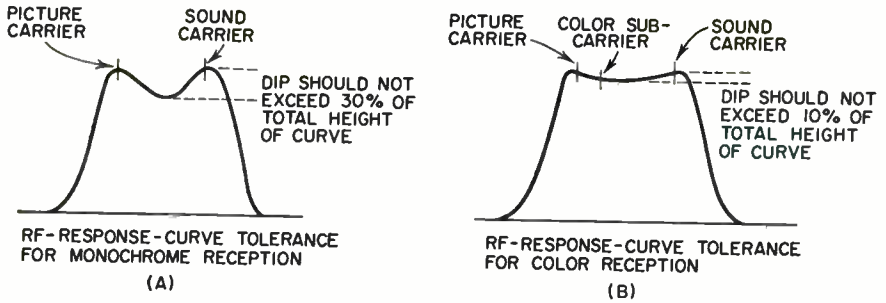 PICTURE
CARRIER
SOUND
CARRIER
DIP SHOULD NOT
EXCEED 30% OF
TOTAL HEIGHT
OF CURVE
RF-RESPONSE-CURVE TOLERANCE
FOR MONOCHROME RECEPTION
(A)
PICTURE
CARRIER
COLOR SUB-
CARRIER
SOUND
CARRIER
DIP SHOULD NOT
EXCEED 10% OF
TOTAL HEIGHT
OF CURVE
RF-RESPONSE-CURVE TOLERANCE
FOR COLOR RECEPTION
(B)